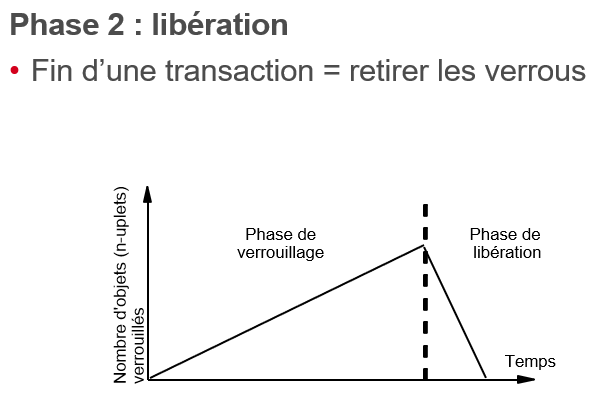 Phase 2 : libération
• Fin d’une transaction = retirer les verrous
Nombre d'objets (n-uplets)
verrouillés
Phase de
verrouillage
Phase de
libération
Temps